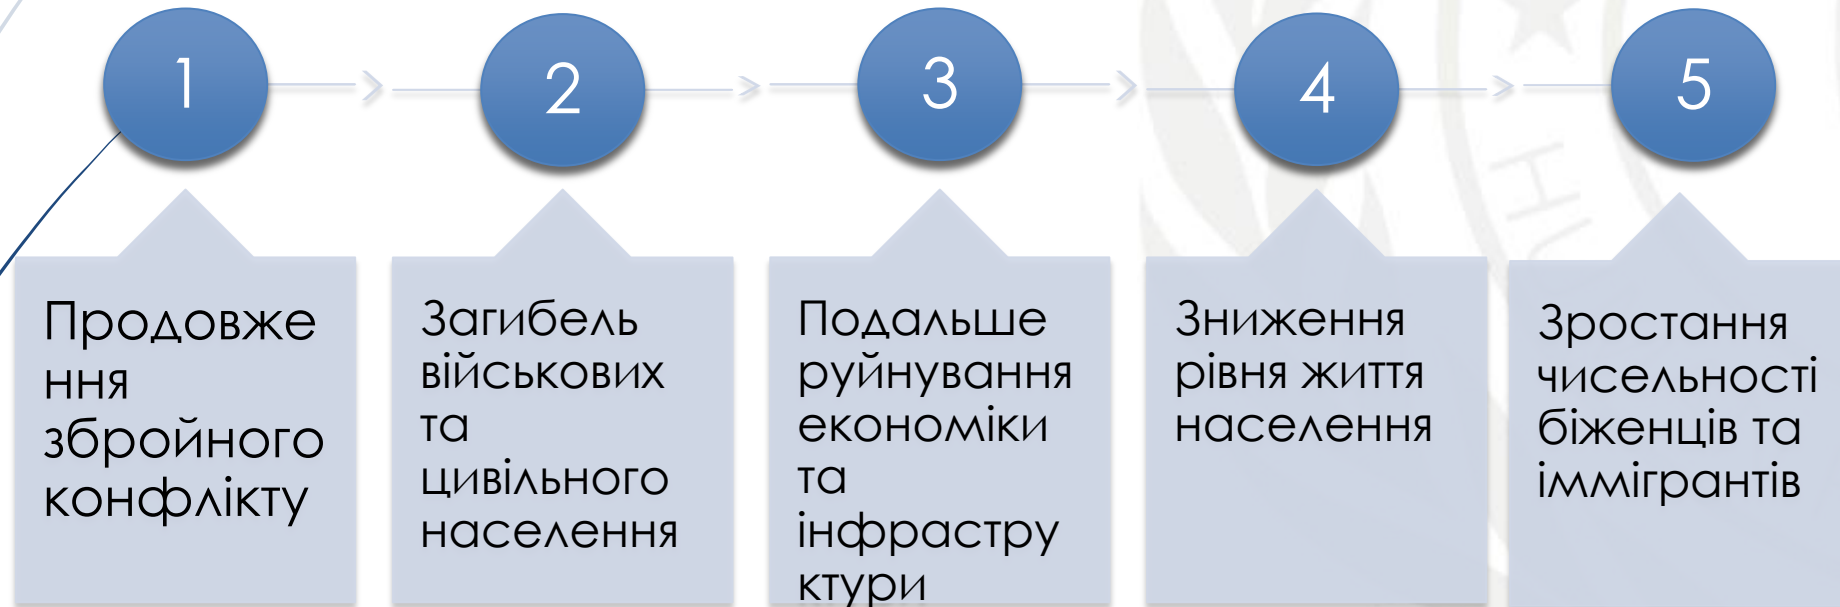 1
2
3
4
5
Продовже
ння
збройного
конфлікту
Загибель
військових
та
цивільного
населення
Подальше
руйнування
економіки
та
інфрастру
ктури
Зниження
рівня життя
населення
Зростання
чисельності
біженців та
іммігрантів